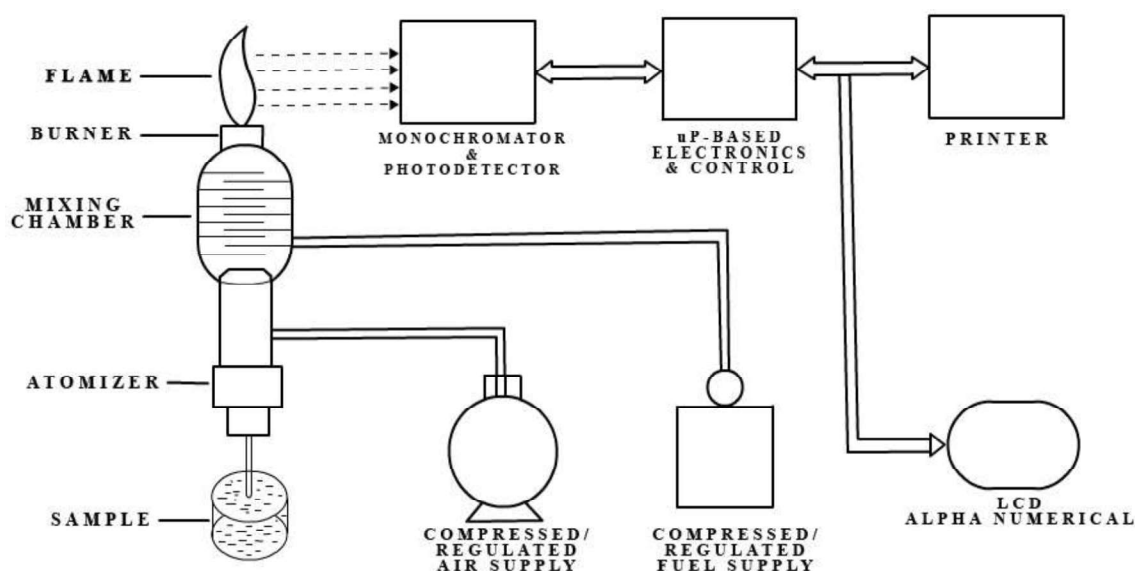 FLAME
BURNER
MIXING
CHAMBER
ATOMIZER
SAMPLE
MONOCHROMATOR
&
PHOTODETECTOR
uP-BASED
ELECTRONICS
& CONTROL
PRINTER
COMPRESSED/
REGULATED
AIR SUPPLY
COMPRESSED/
REGULATED
FUEL SUPPLY
LCD
ALPHA NUMERICAL